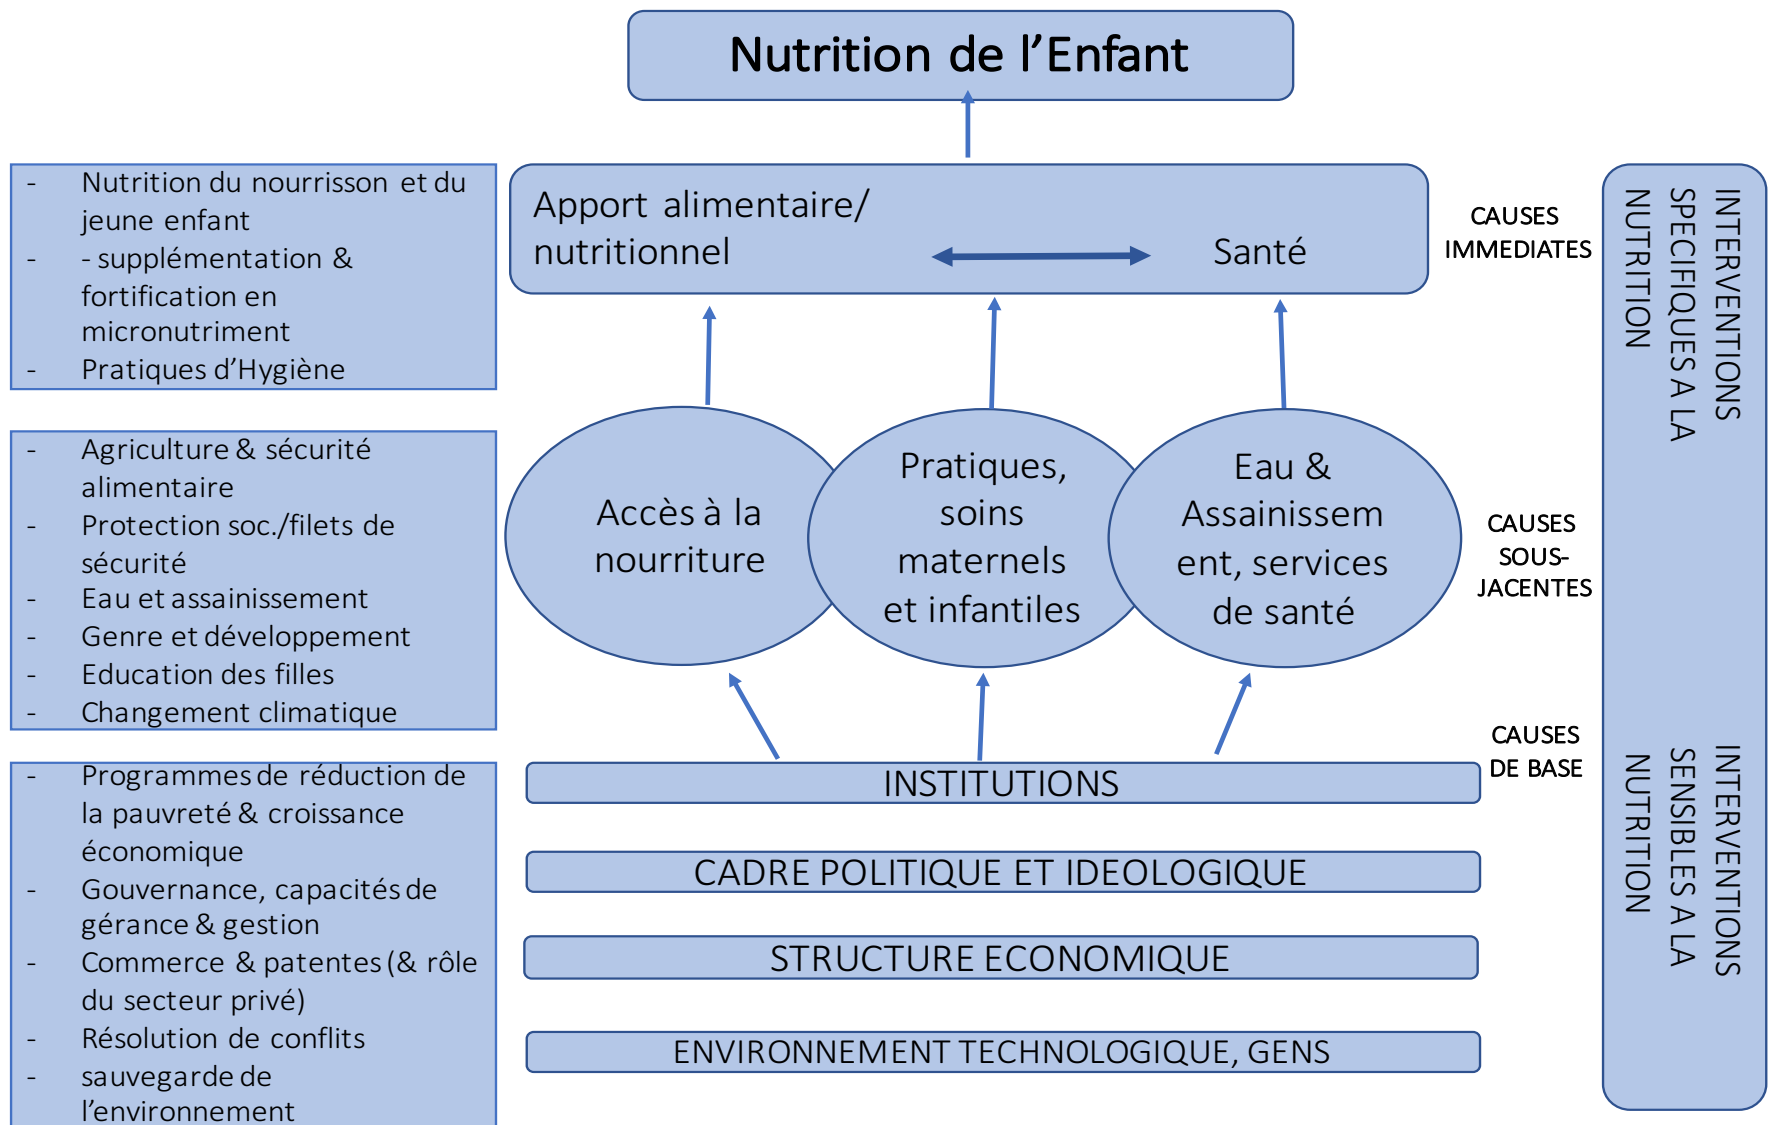 Nutrition de l’Enfant
- Nutrition du nourrisson et du
jeune enfant
- - supplémentation &
fortification en
micronutriment
- Pratiques d’Hygiène
Apport alimentaire/
nutritionnel
Santé
CAUSES
IMMEDIATES
INTERVENTIONS
SPECIFIQUES A LA
NUTRITION
- Agriculture & sécurité
alimentaire
- Protection soc./filets de
sécurité
- Eau et assainissement
- Genre et développement
- Education des filles
- Changement climatique
Accès à la
nourriture
Pratiques,
soins
maternels
et infantiles
Eau &
Assainissem
ent, services
de santé
CAUSES
SOUS-
JACENTES
- Programmes de réduction de
la pauvreté & croissance
économique
- Gouvernance, capacités de
gérance & gestion
- Commerce & patentes (& rôle
du secteur privé)
- Résolution de conflits
- sauvegarde de
l’environnement
CAUSES
DE BASE
INSTITUTIONS
CADRE POLITIQUE ET IDEOLOGIQUE
STRUCTURE ECONOMIQUE
ENVIRONNEMENT TECHNOLOGIQUE, GENS
INTERVENTIONS
SENSIBLES A LA
NUTRITION